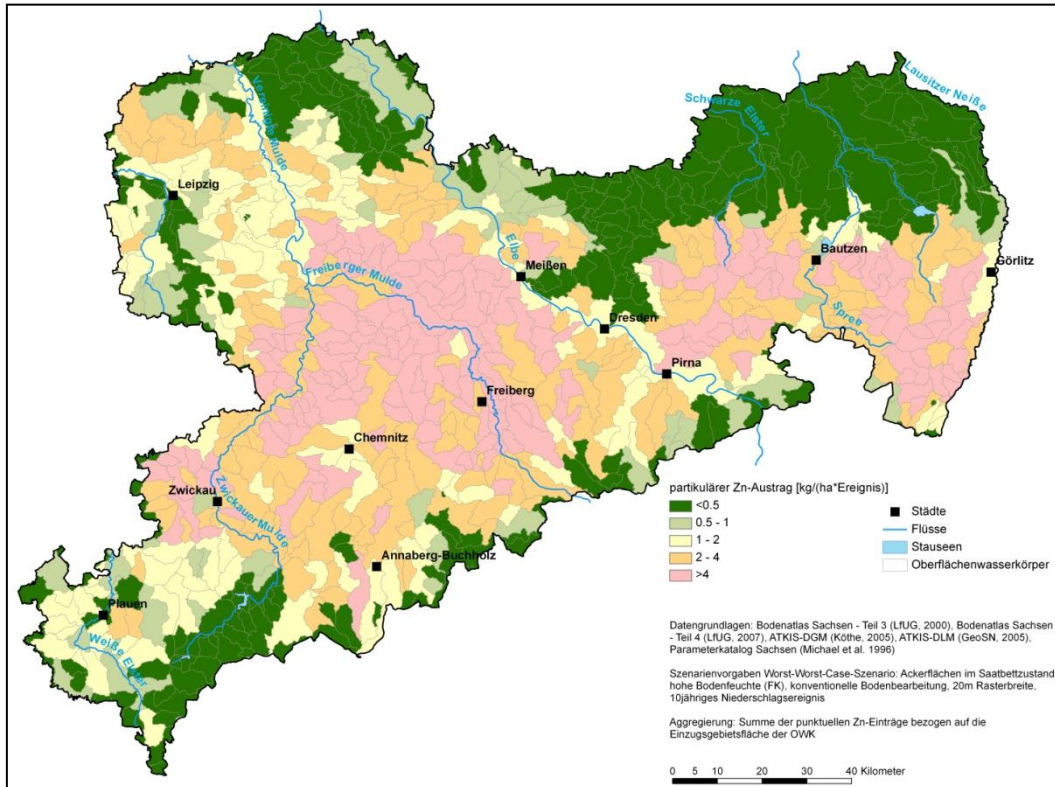 Lausitzer Neiße
Schwarze Elster
Vereinigte Mulde
Leipzig
Elbe
Bautzen
Görlitz
Meißen
Freiberger Mulde
Dresden
Spree
Pirna
Freiberg
Chemnitz
Zwickau
Zwickauer Mulde
Annaberg-Buchholz
Plauen
Weiße Elster
partikulärer Zn-Austrag [kg/(ha*Ereignis)]
<0.5
0.5 - 1
1 - 2
2 - 4
>4
Städte
Flüsse
Stauseen
Oberflächenwasserkörper
Datengrundlagen: Bodenatlas Sachsen - Teil 3 (LfUG, 2000), Bodenatlas Sachsen
- Teil 4 (LfUG, 2007), ATKIS-DGM (Köthe, 2005), ATKIS-DLM (GeoSN, 2005),
Parameterkatalog Sachsen (Michael et al. 1996)
Szenarienvorgaben Worst-Worst-Case-Szenario: Ackerflächen im Saatbettzustand
hohe Bodenfeuchte (FK), konventionelle Bodenbearbeitung, 20m Rasterbreite,
10jähriges Niederschlagsereignis
Aggregierung: Summe der punktuellen Zn-Einträge bezogen auf die
Einzugsgebietsfläche der OWK
0 5 10 20 30 40 Kilometer